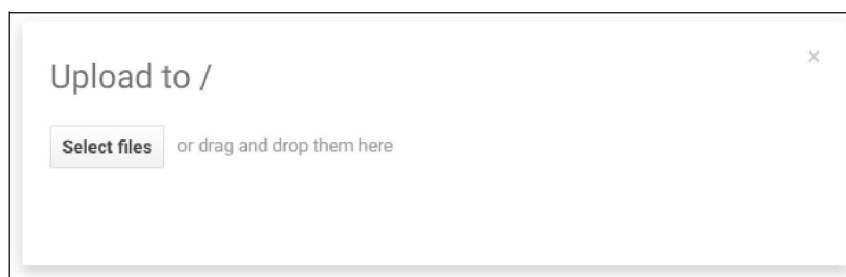 Upload to /
×
Select files or drag and drop them here